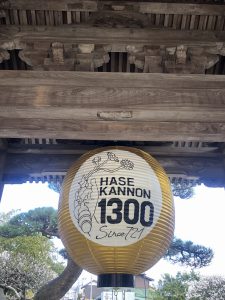 HASE
KANNON
1300
Since 721